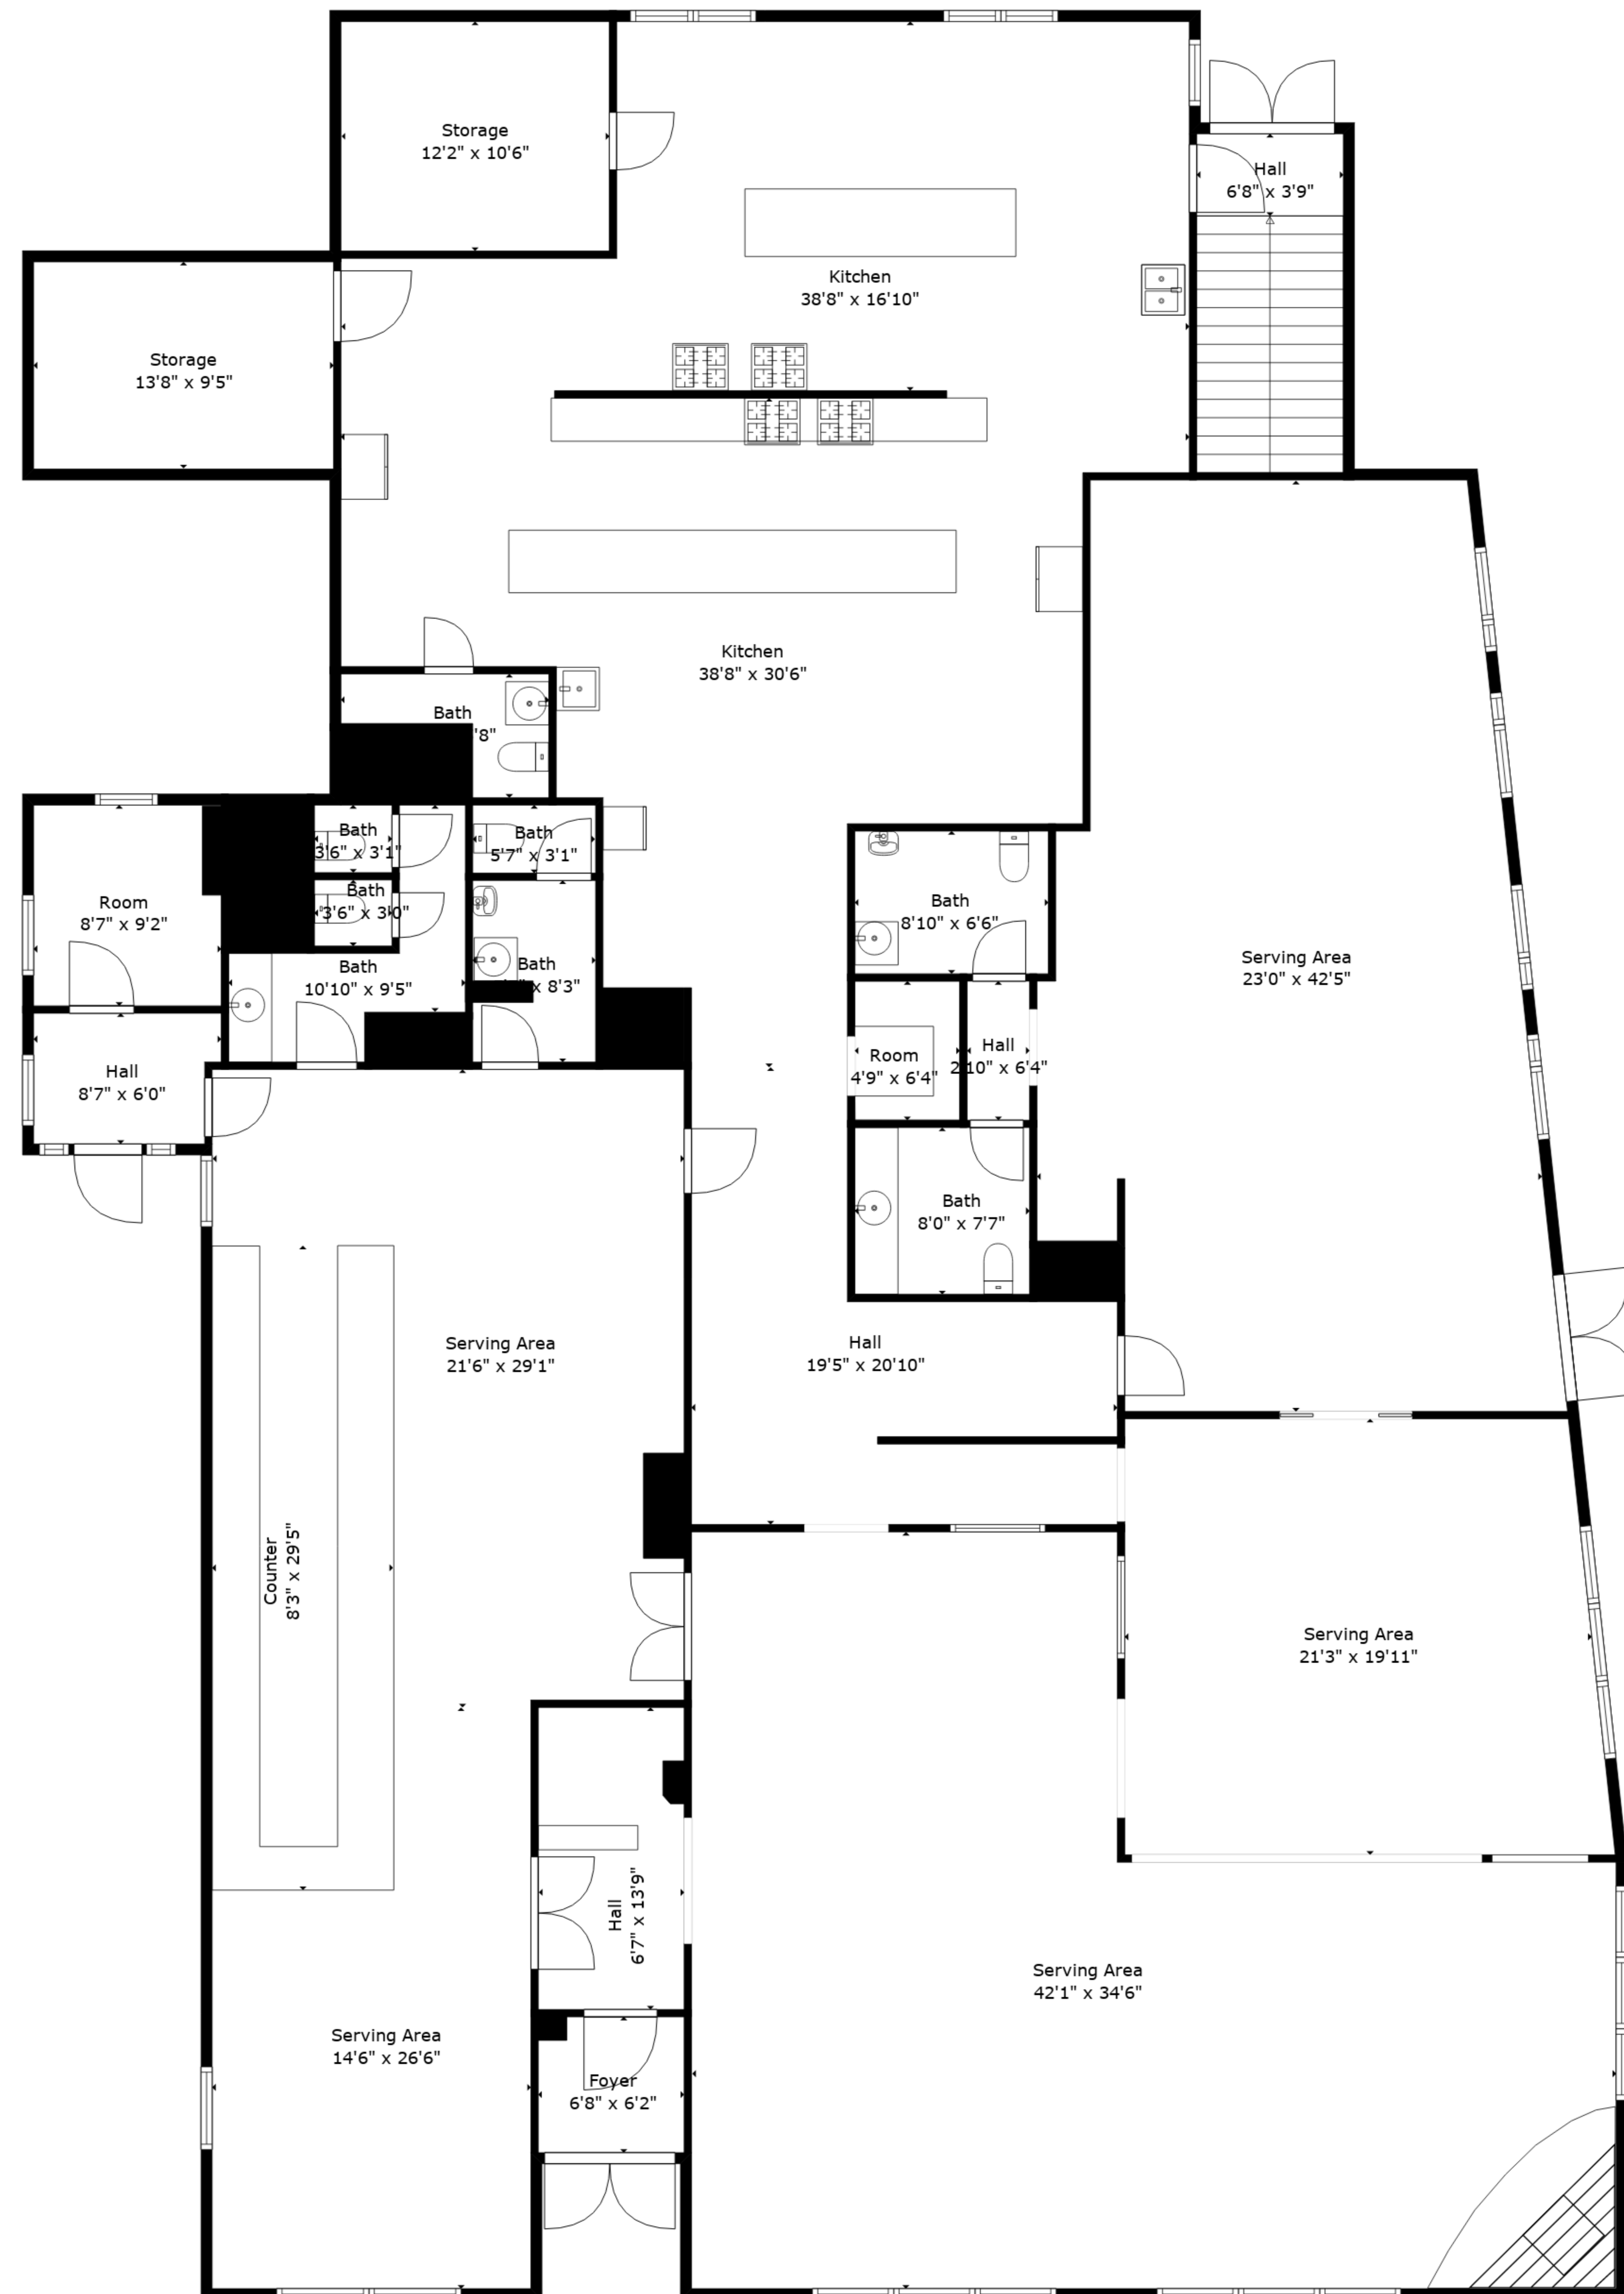 Storage
12'2" x 10'6"
Hall
6'8" x 3'9"
Kitchen
38'8" x 16'10"
Storage
13'8" x 9'5"
Kitchen
38'8" x 30'6"
Bath
'8"
Bath
3'6" x 3'1"
Bath
5'7" x 3'1"
Bath
3'6" x 3'0"
Room
8'7" x 9'2"
Bath
8'10" x 6'6"
Bath
10'10" x 9'5"
Bath
x 8'3"
Serving Area
23'0" x 42'5"
Hall
8'7" x 6'0"
Room
4'9" x 6'4"
Hall
2'10" x 6'4"
Bath
8'0" x 7'7"
Serving Area
21'6" x 29'1"
Hall
19'5" x 20'10"
Counter
8'3" x 29'5"
Serving Area
21'3" x 19'11"
Hall
6'7" x 13'9"
Serving Area
42'1" x 34'6"
Serving Area
14'6" x 26'6"
Foyer
6'8" x 6'2"